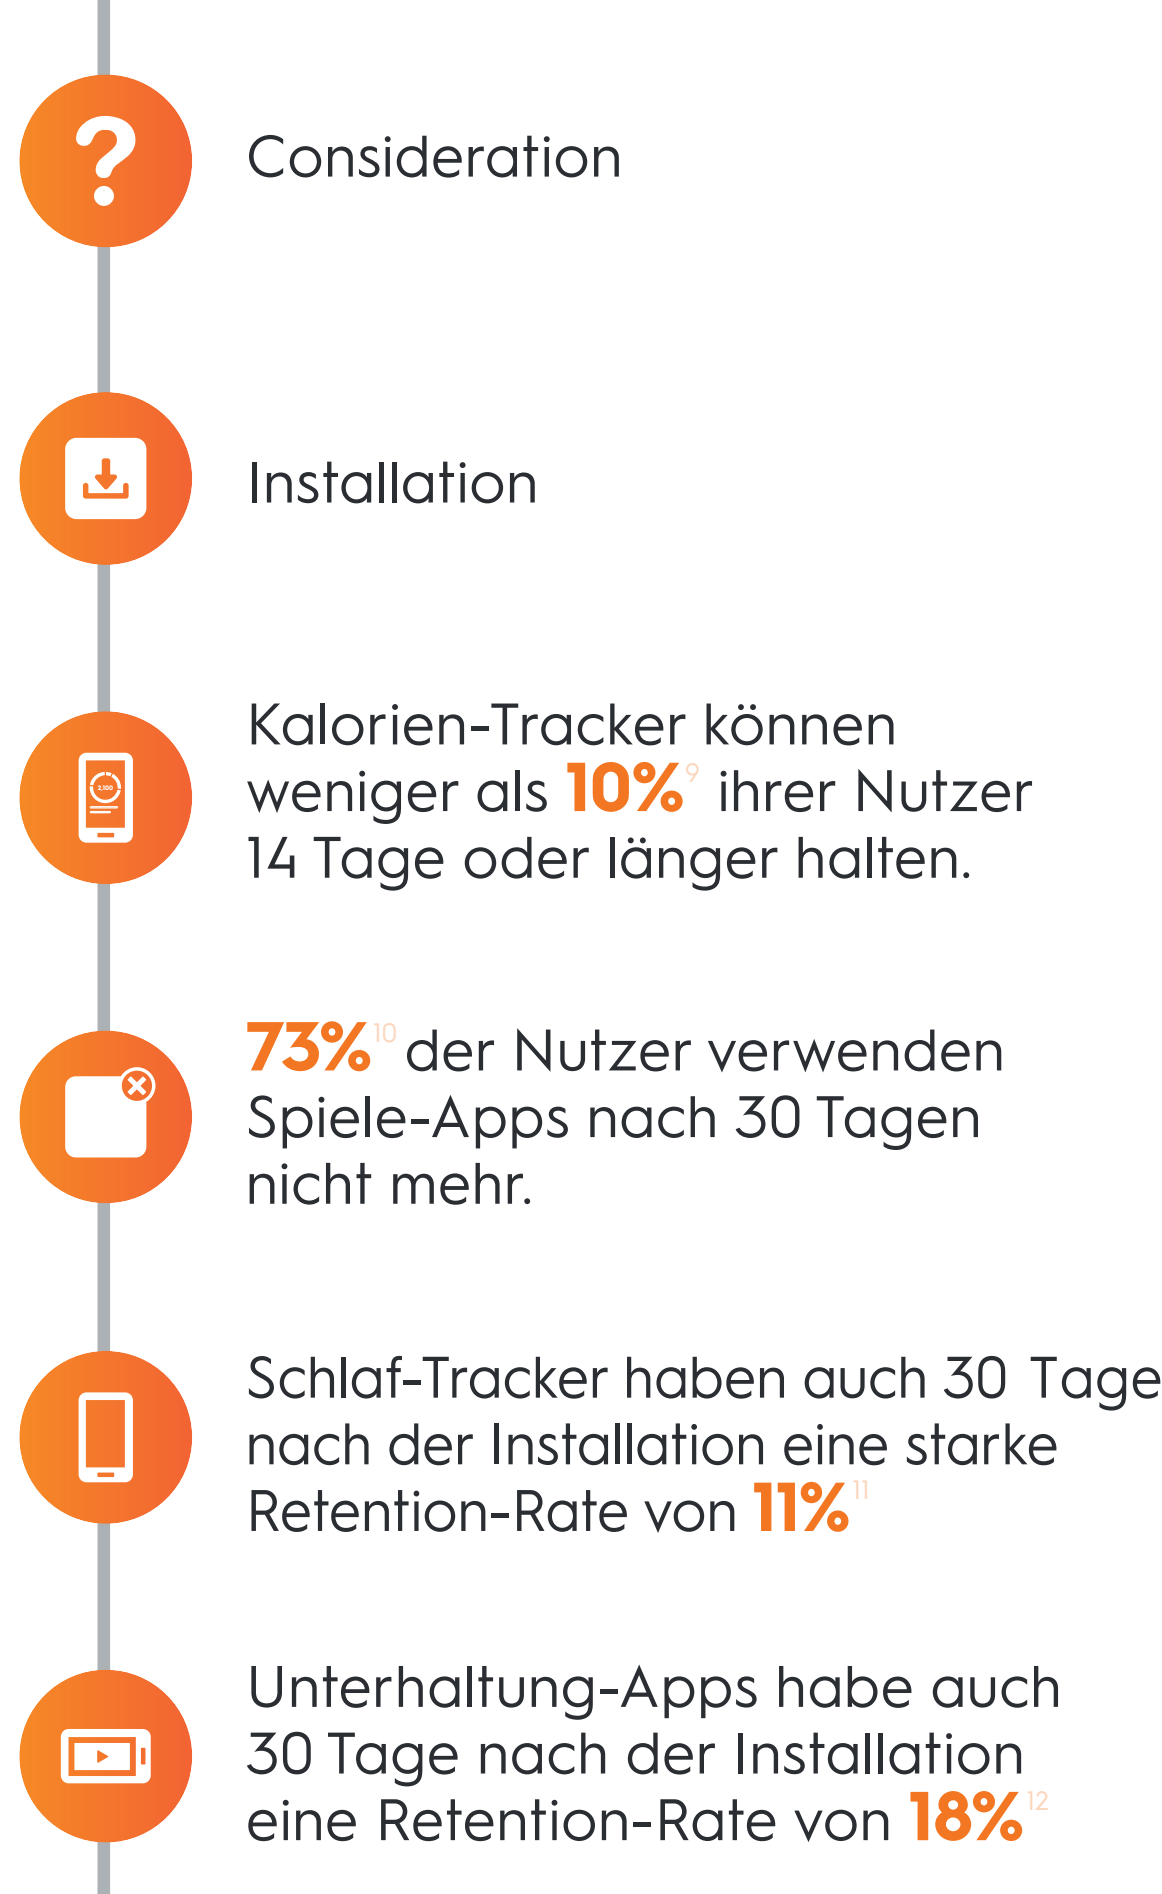 Consideration
Installation
2,100
Kalorien-Tracker können
weniger als 10%9 ihrer Nutzer
14 Tage oder länger halten.
73%10 der Nutzer verwenden
Spiele-Apps nach 30 Tagen
nicht mehr.
Schlaf-Tracker haben auch 30 Tage
nach der Installation eine starke
Retention-Rate von 11%11
Unterhaltung-Apps habe auch
30 Tage nach der Installation
eine Retention-Rate von 18%12